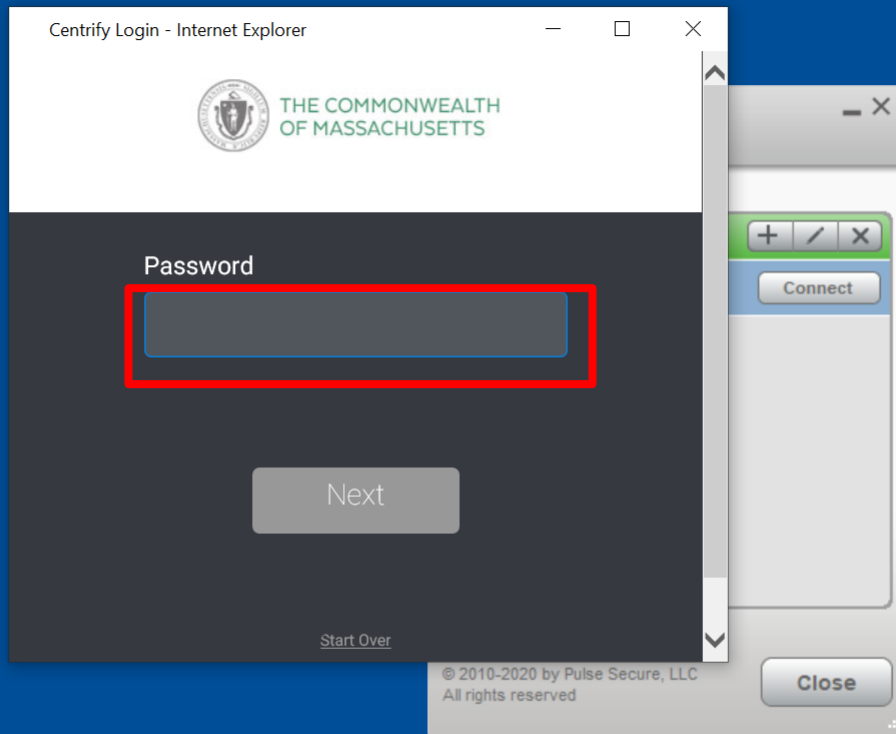 Centrify Login - Internet Explorer
THE COMMONWEALTH
OF MASSACHUSETTS
Password
Connect
Next
Start Over
© 2010-2020 by Pulse Secure, LLC
All rights reserved
Close